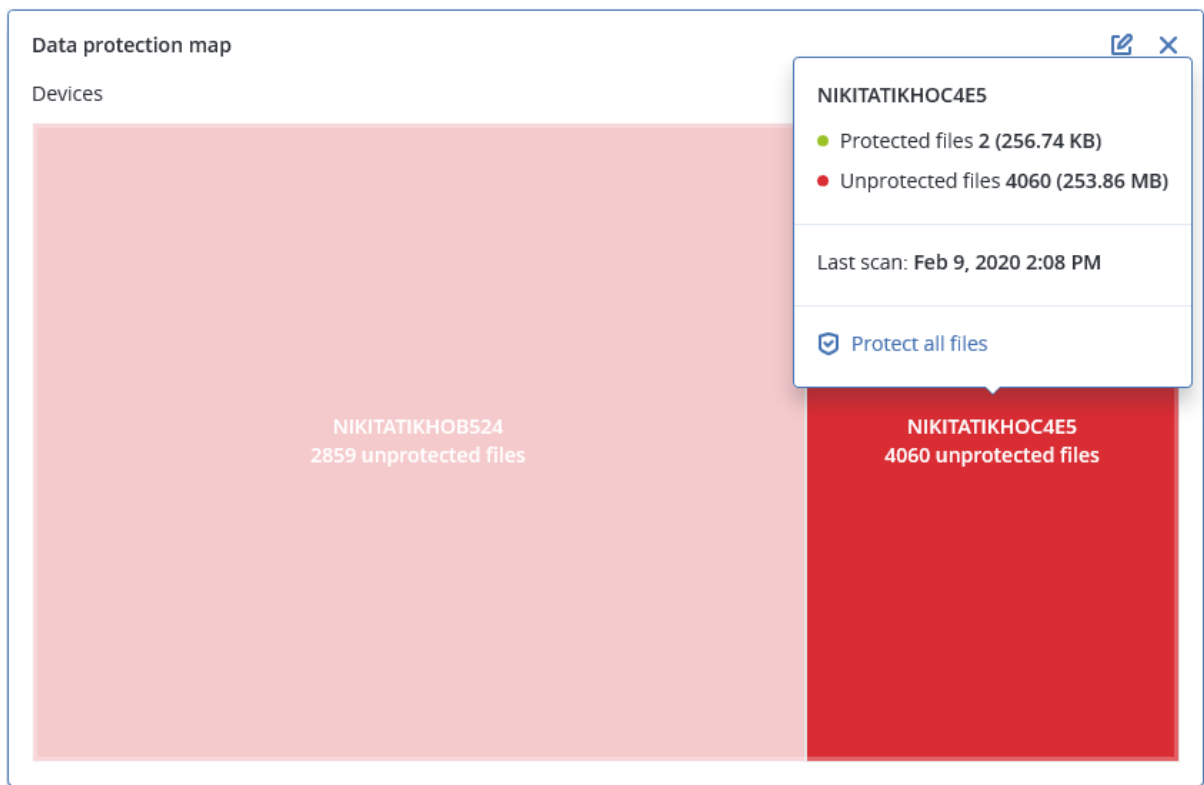 Data protection map
Devices
NIKITATIKHOC4E5
Protected files 2 (256.74 KB)
Unprotected files 4060 (253.86 MB)
Last scan: Feb 9, 2020 2:08 PM
Protect all files
NIKITATIKHOB524
2859 unprotected files
NIKITATIKHOC4E5
4060 unprotected files